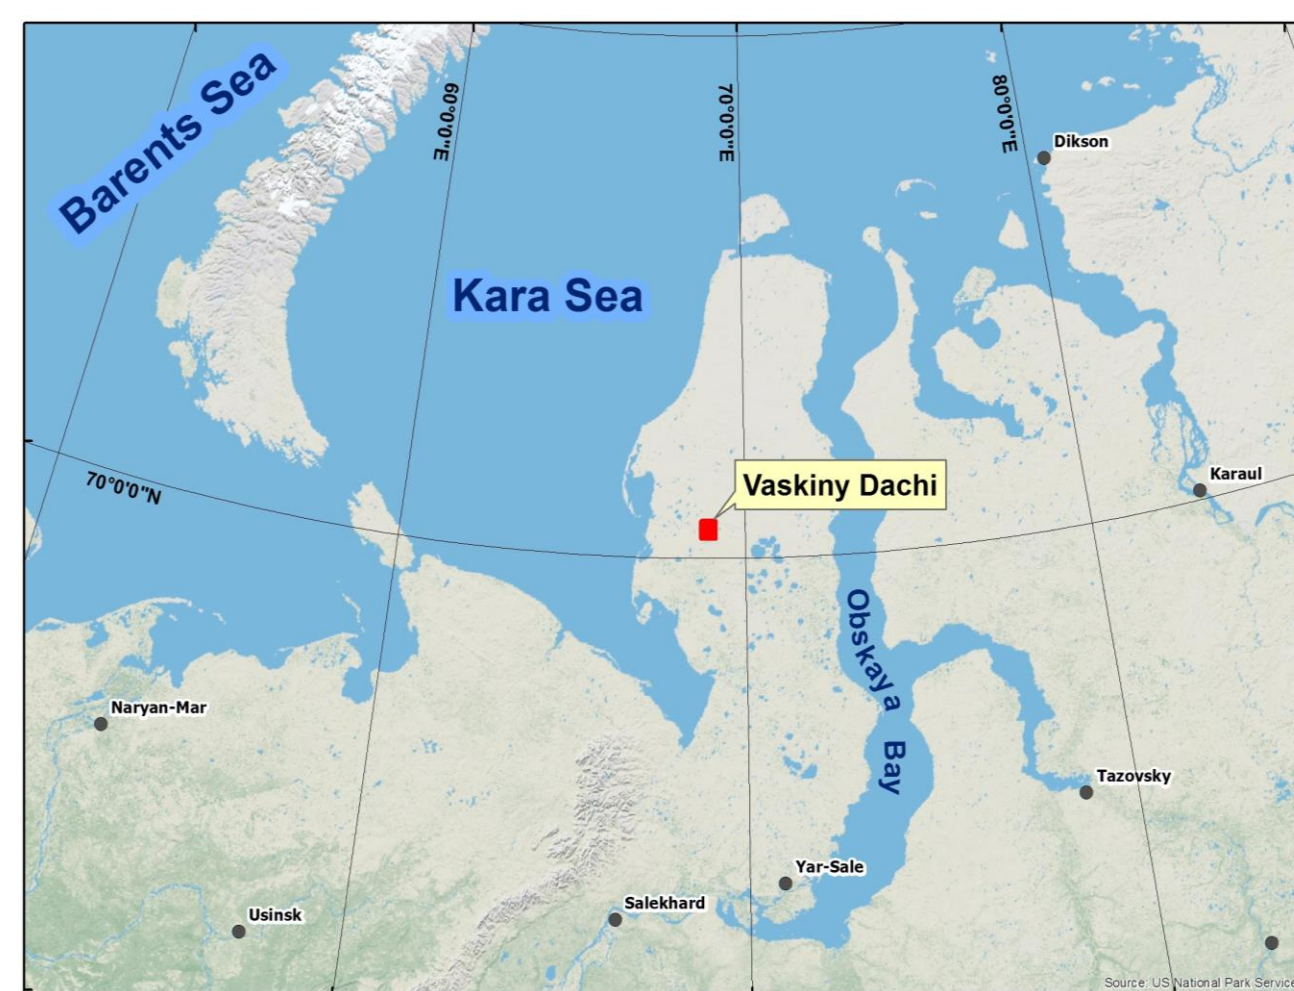 Barents Sea
60°0'0"E
70°0'0"E
80°0'0"E
Dikson
Kara Sea
Karaul
70°0'0"N
Vaskiny Dachi
Obskaya Bay
Naryan-Mar
Tazovsky
Yar-Sale
Salekhard
Usinsk
Source: US National Park Service